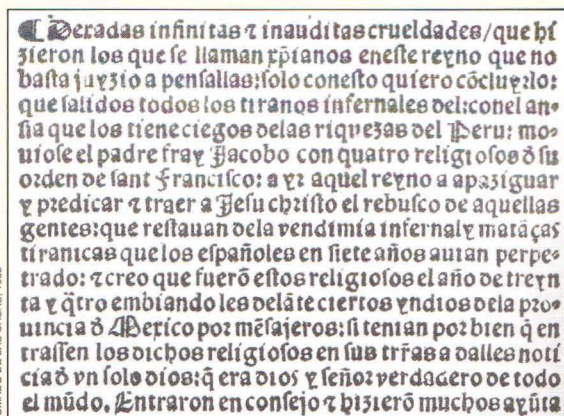 ¶ Dexadas infinitas ⁊ inauditas crueldades/que hi
zieron los que se llaman xp̄ianos eneste reyno que no
basta juyzio a pensallas:solo conesto quiero cōcluyrlo:
que salidos todos los tiranos infernales del:conel an-
sia que los tiene ciegos delas riquezas del Peru: mo-
uiose el padre fray Jacobo con quatro religiosos d̄ su
orden de sant Francisco: a yr aquel reyno a apaziguar
y predicar ⁊ traer a Jesu christo el rebusco de aquellas
gentes:que restauan dela vendimia infernal y matāças
tiranicas que los españoles en siete años auian perpe-
trado: ⁊ creo que fuerō estos religiosos el año de treyn
ta y q̄tro embiando les delāte ciertos yndios dela pro-
uincia d̄ Mexico por mēsajeros:si tenian por bien q̄ en
trassen los dichos religiosos en sus tr̄ras a dalles noti
cia d̄ vn solo dios:q̄ era dios y señor verdadero de todo
el mūdo. Entraron en consejo ⁊ hizierō muchos ayūta